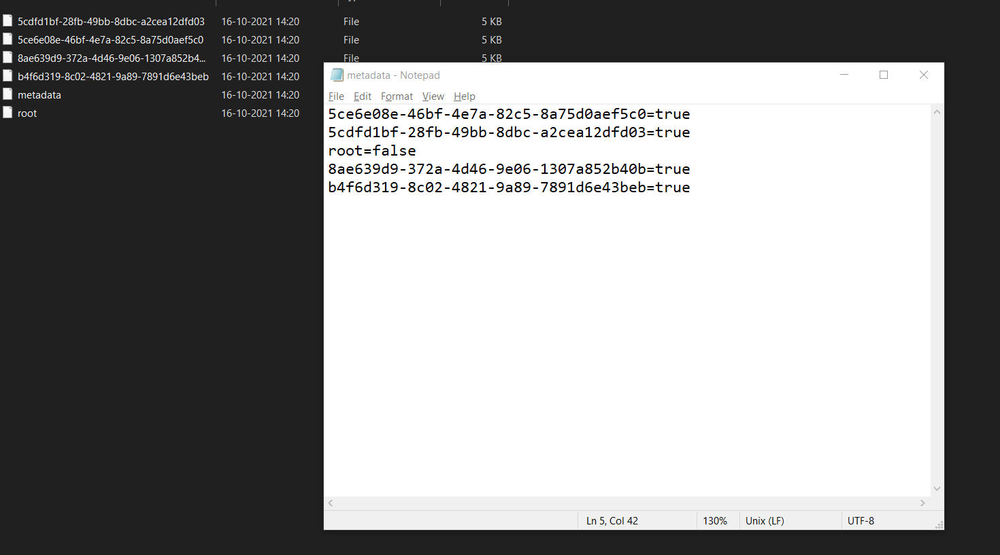 5cdfd1bf-28fb-49bb-8dbc-a2cea12dfd03 16-10-2021 14:20 File 5 KB
5ce6e08e-46bf-4e7a-82c5-8a75d0aef5c0 16-10-2021 14:20 File 5 KB
8ae639d9-372a-4d46-9e06-1307a852b4... 16-10-2021 14:20 File 5 KB
b4f6d319-8c02-4821-9a89-7891d6e43beb 16-10-2021 14:20
metadata 16-10-2021 14:20
root 16-10-2021 14:20
metadata - Notepad
File Edit Format View Help
5ce6e08e-46bf-4e7a-82c5-8a75d0aef5c0=true
5cdfd1bf-28fb-49bb-8dbc-a2cea12dfd03=true
root=false
8ae639d9-372a-4d46-9e06-1307a852b40b=true
b4f6d319-8c02-4821-9a89-7891d6e43beb=true
Ln 5, Col 42 130% Unix (LF) UTF-8